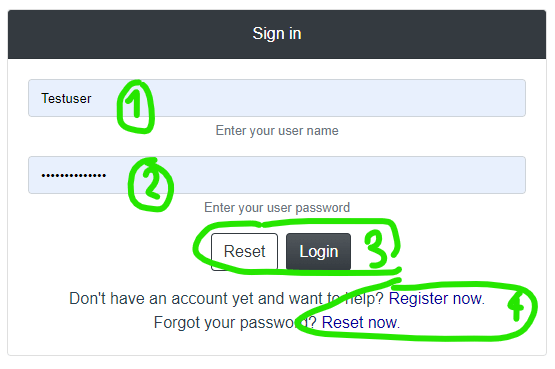 Sign in
Testuser 1
Enter your user name
•••••••••••••• 2
Enter your user password
Reset Login 3
Don't have an account yet and want to help? Register now. 4
Forgot your password? Reset now.